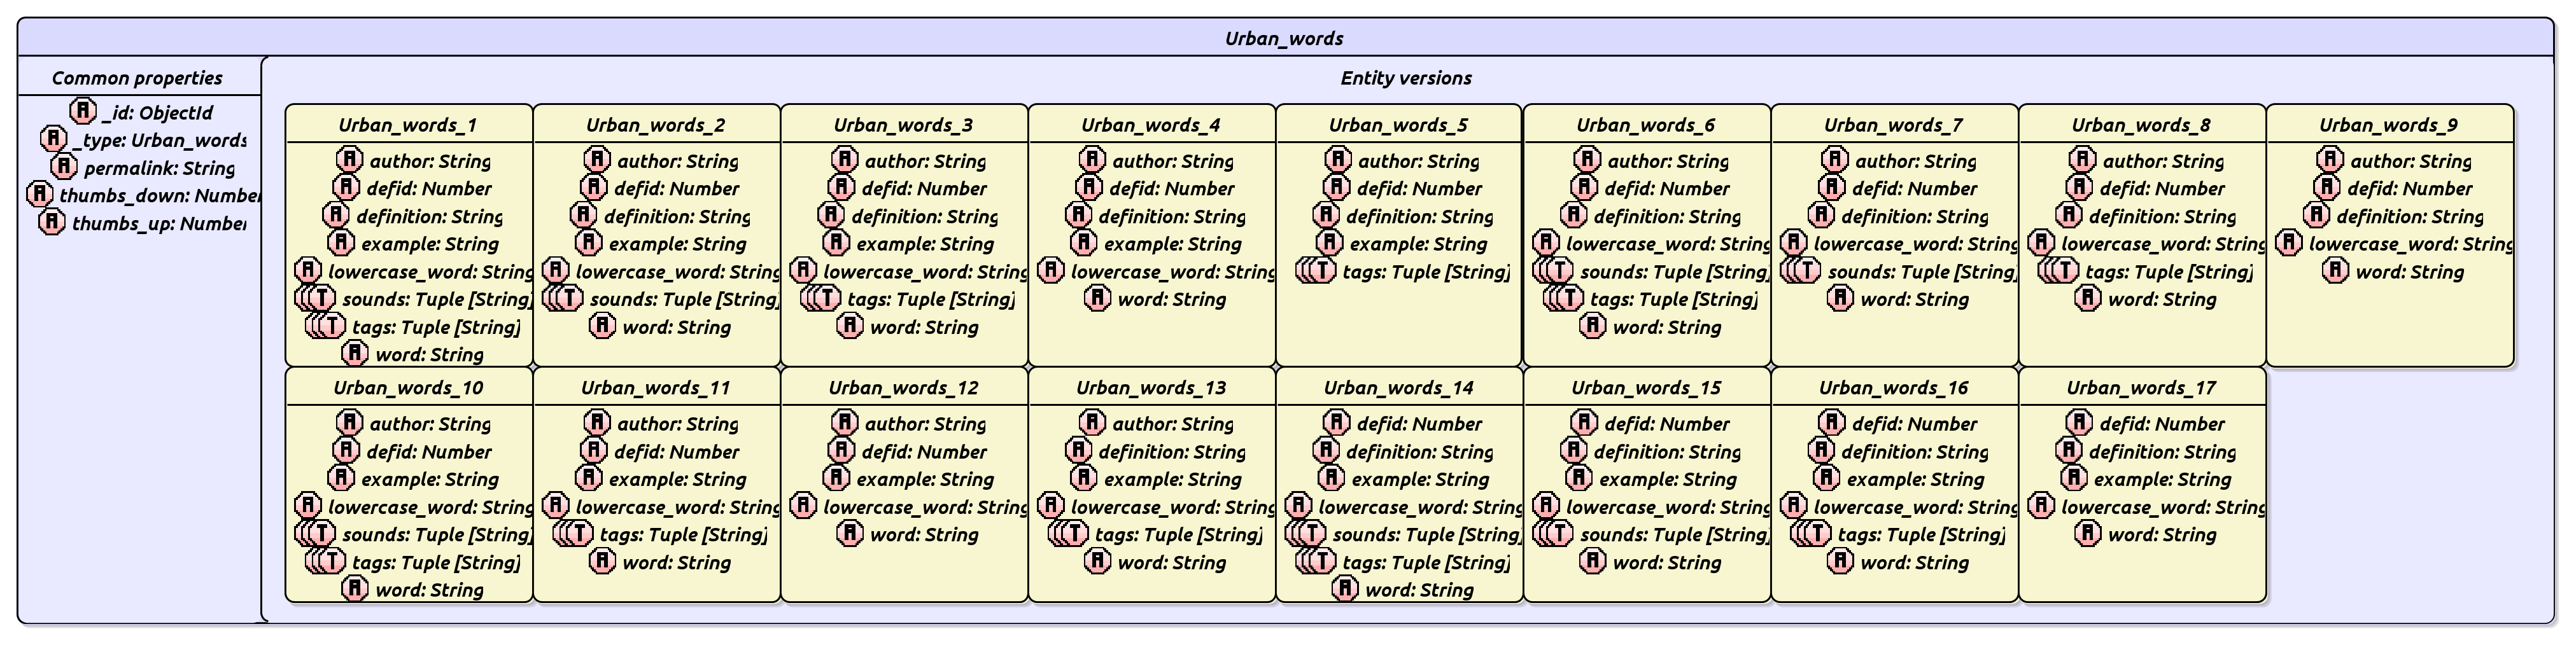 Urban_words
Common properties
_id: ObjectId
_type: Urban_words
permalink: String
thumbs_down: Number
thumbs_up: Number
Entity versions
Urban_words_1
A author: String
A defid: Number
A definition: String
A example: String
A lowercase_word: String
T sounds: Tuple [String]
T tags: Tuple [String]
A word: String
Urban_words_2
A author: String
A defid: Number
A definition: String
A example: String
A lowercase_word: String
T sounds: Tuple [String]
A word: String
Urban_words_3
A author: String
A defid: Number
A definition: String
A example: String
A lowercase_word: String
T tags: Tuple [String]
A word: String
Urban_words_4
A author: String
A defid: Number
A definition: String
A example: String
A lowercase_word: String
A word: String
Urban_words_5
A author: String
A defid: Number
A definition: String
A example: String
T tags: Tuple [String]
Urban_words_6
A author: String
A defid: Number
A definition: String
A lowercase_word: String
T sounds: Tuple [String]
T tags: Tuple [String]
A word: String
Urban_words_7
A author: String
A defid: Number
A definition: String
A lowercase_word: String
T sounds: Tuple [String]
A word: String
Urban_words_8
A author: String
A defid: Number
A definition: String
A lowercase_word: String
T tags: Tuple [String]
A word: String
Urban_words_9
A author: String
A defid: Number
A definition: String
A lowercase_word: String
A word: String
Urban_words_10
A author: String
A defid: Number
A example: String
A lowercase_word: String
T sounds: Tuple [String]
T tags: Tuple [String]
A word: String
Urban_words_11
A author: String
A defid: Number
A example: String
A lowercase_word: String
T tags: Tuple [String]
A word: String
Urban_words_12
A author: String
A defid: Number
A example: String
A lowercase_word: String
A word: String
Urban_words_13
A author: String
A definition: String
A example: String
A lowercase_word: String
T tags: Tuple [String]
A word: String
Urban_words_14
A defid: Number
A definition: String
A example: String
A lowercase_word: String
T sounds: Tuple [String]
T tags: Tuple [String]
A word: String
Urban_words_15
A defid: Number
A definition: String
A example: String
A lowercase_word: String
T sounds: Tuple [String]
A word: String
Urban_words_16
A defid: Number
A definition: String
A example: String
A lowercase_word: String
T tags: Tuple [String]
A word: String
Urban_words_17
A defid: Number
A definition: String
A example: String
A lowercase_word: String
A word: String